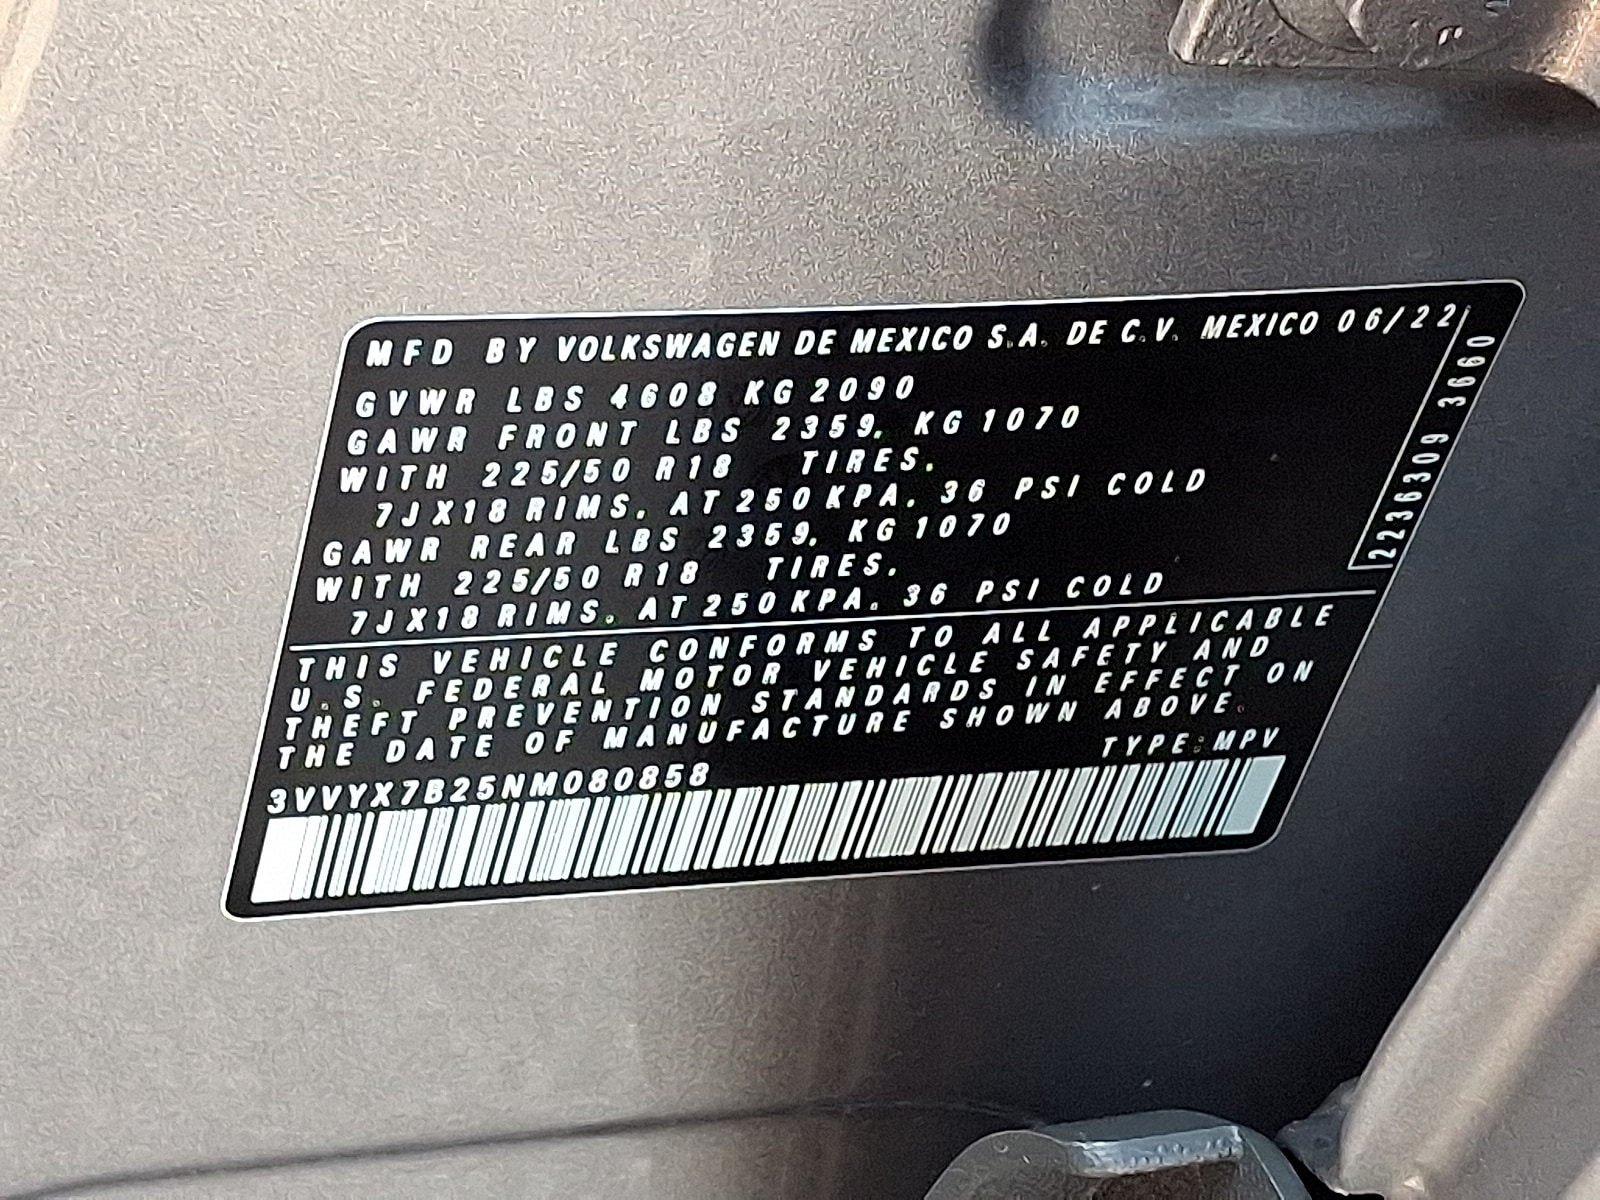 MFD BY VOLKSWAGEN DE MEXICO S.A. DE C.V. MEXICO 06/22
GVWR LBS 4608 KG 2090
GAWR FRONT LBS 2359, KG 1070
WITH 225/50 R18 TIRES,
7JX18 RIMS, AT 250 KPA, 36 PSI COLD
GAWR REAR LBS 2359, KG 1070
WITH 225/50 R18 TIRES,
7JX18 RIMS, AT 250 KPA, 36 PSI COLD
2236309 3660
THIS VEHICLE CONFORMS TO ALL APPLICABLE
U.S. FEDERAL MOTOR VEHICLE SAFETY AND
THEFT PREVENTION STANDARDS IN EFFECT ON
THE DATE OF MANUFACTURE SHOWN ABOVE.
TYPE: MPV
3VVYX7B25NM080858